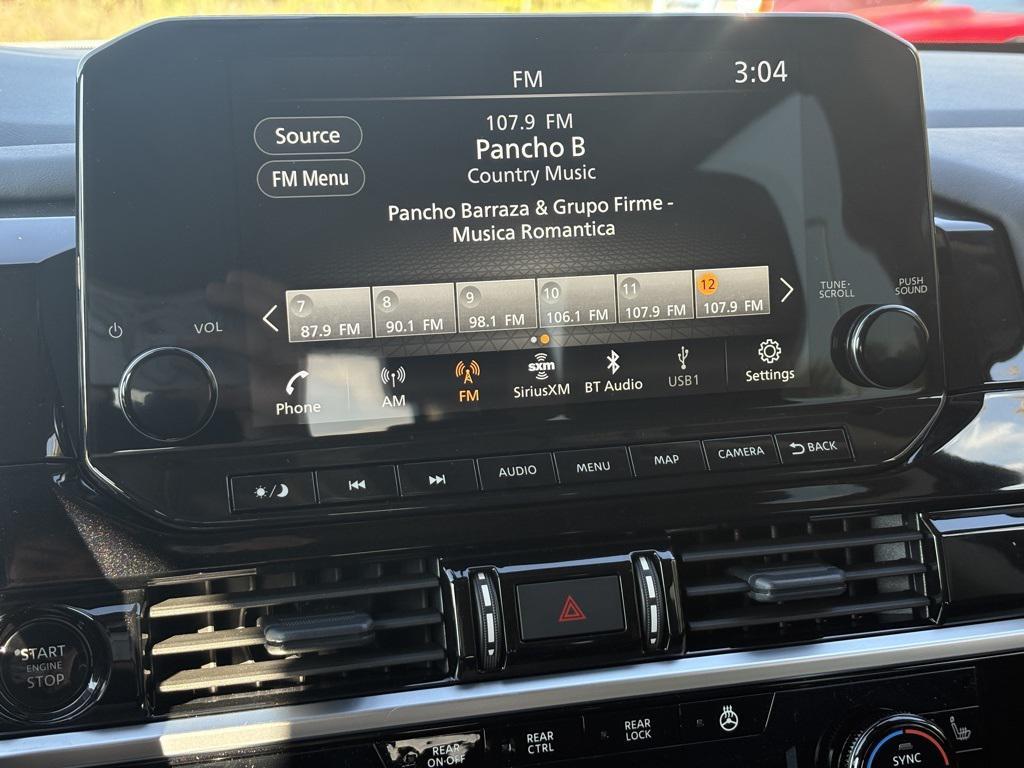 FM
3:04
Source
FM Menu
107.9 FM
Pancho B
Country Music
Pancho Barraza & Grupo Firme -
Musica Romantica
7
87.9 FM
8
90.1 FM
9
98.1 FM
10
106.1 FM
11
107.9 FM
12
107.9 FM
VOL
TUNE·
SCROLL
PUSH
SOUND
Phone
AM
FM
sxm
SiriusXM
BT Audio
USB1
Settings
AUDIO
MENU
MAP
CAMERA
BACK
START
ENGINE
STOP
REAR
ON·OFF
REAR
CTRL
REAR
LOCK
SYNC